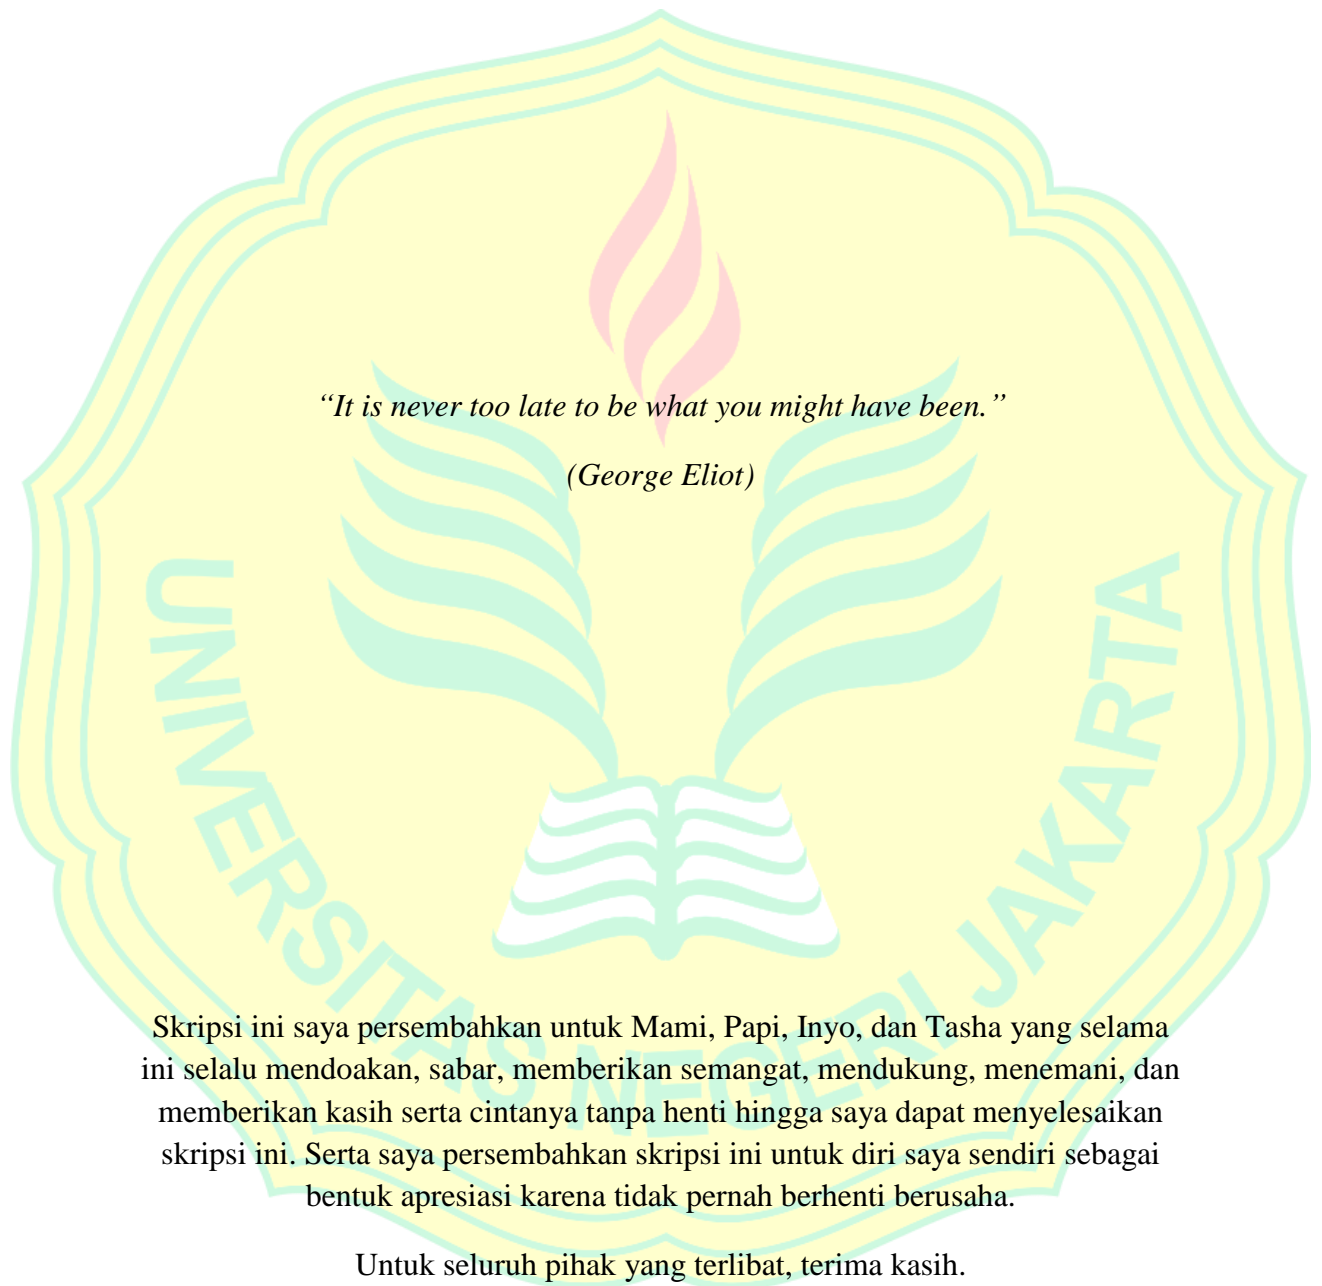 “It is never too late to be what you might have been.”
(George Eliot)
UNIVERSITAS NEGERI JAKARTA
Skripsi ini saya persembahkan untuk Mami, Papi, Inyo, dan Tasha yang selama
ini selalu mendoakan, sabar, memberikan semangat, mendukung, menemani, dan
memberikan kasih serta cintanya tanpa henti hingga saya dapat menyelesaikan
skripsi ini. Serta saya persembahkan skripsi ini untuk diri saya sendiri sebagai
bentuk apresiasi karena tidak pernah berhenti berusaha.
Untuk seluruh pihak yang terlibat, terima kasih.